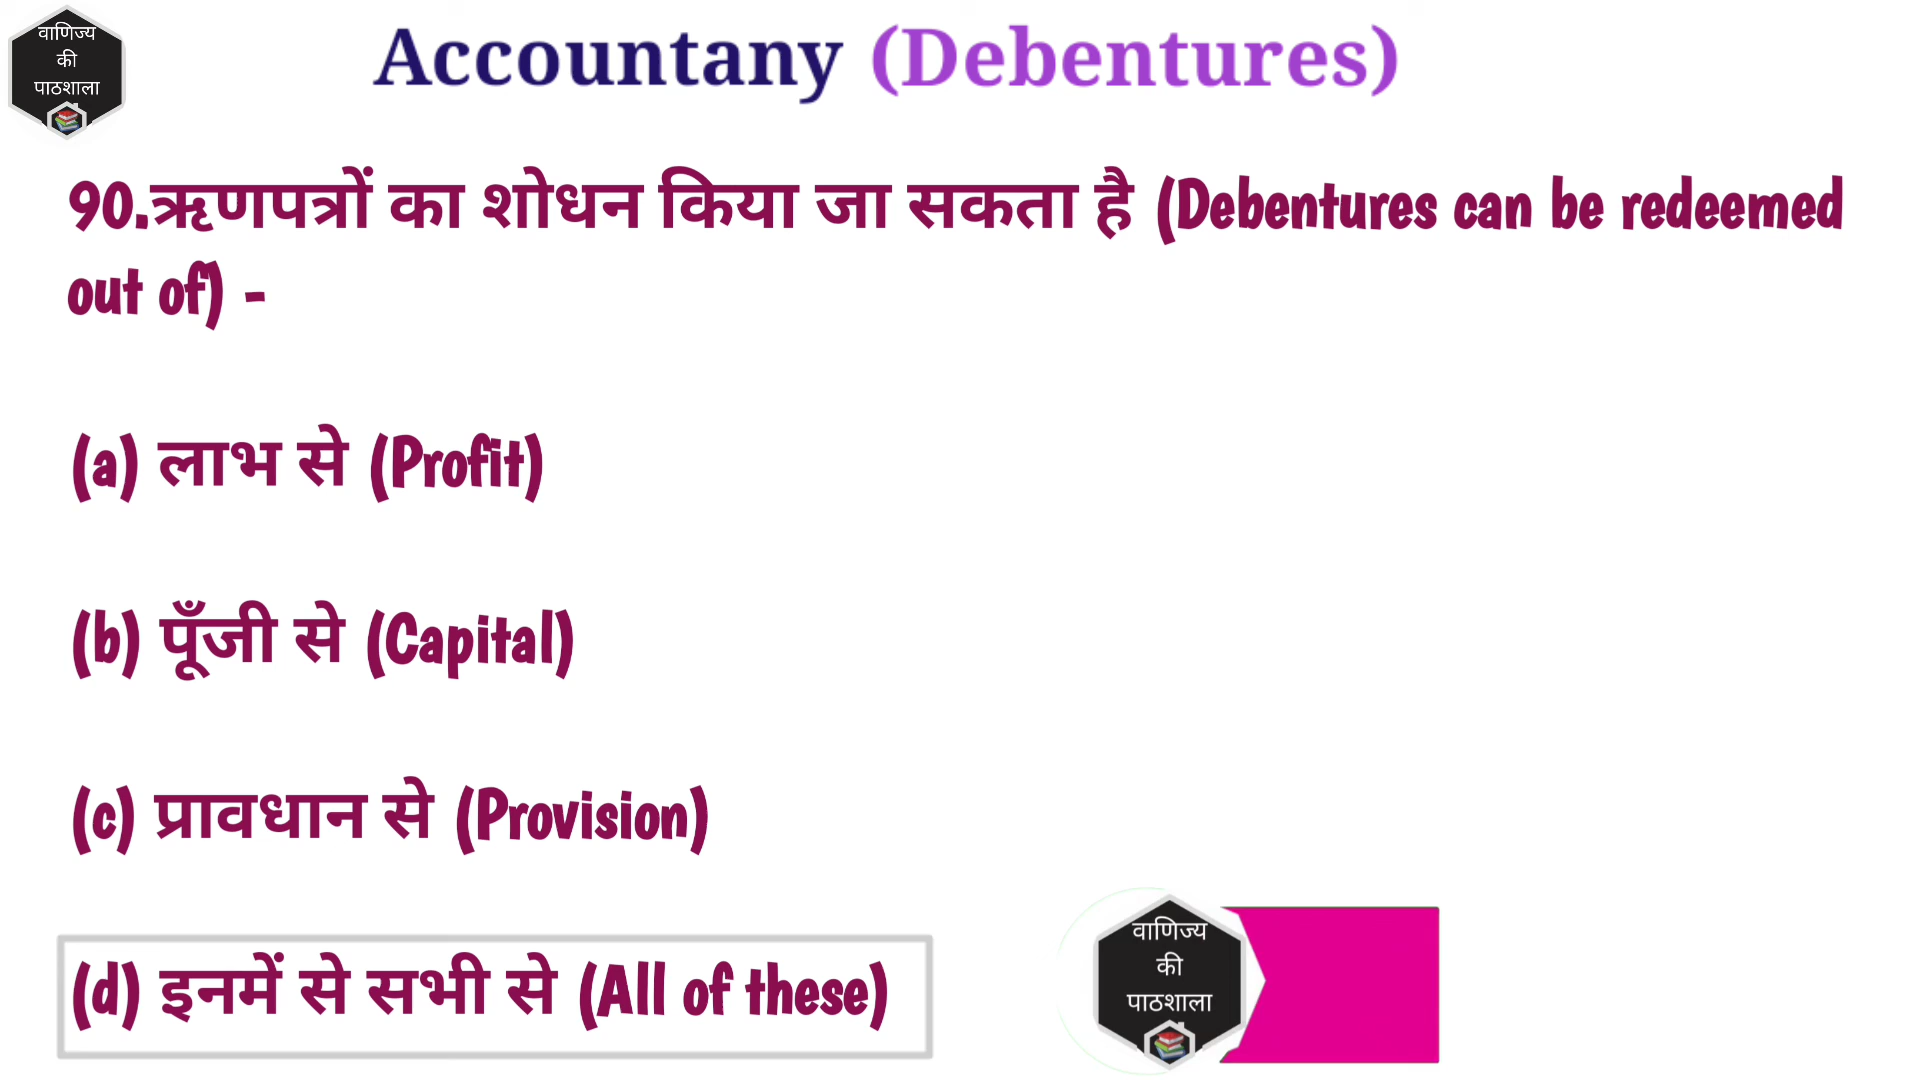 वाणिज्य
की
पाठशाला
Accountany (Debentures)
90.ऋणपत्रों का शोधन किया जा सकता है (Debentures can be redeemed
out of) -
(a) लाभ से (Profit)
(b) पूँजी से (Capital)
(c) प्रावधान से (Provision)
(d) इनमें से सभी से (All of these)
वाणिज्य
की
पाठशाला